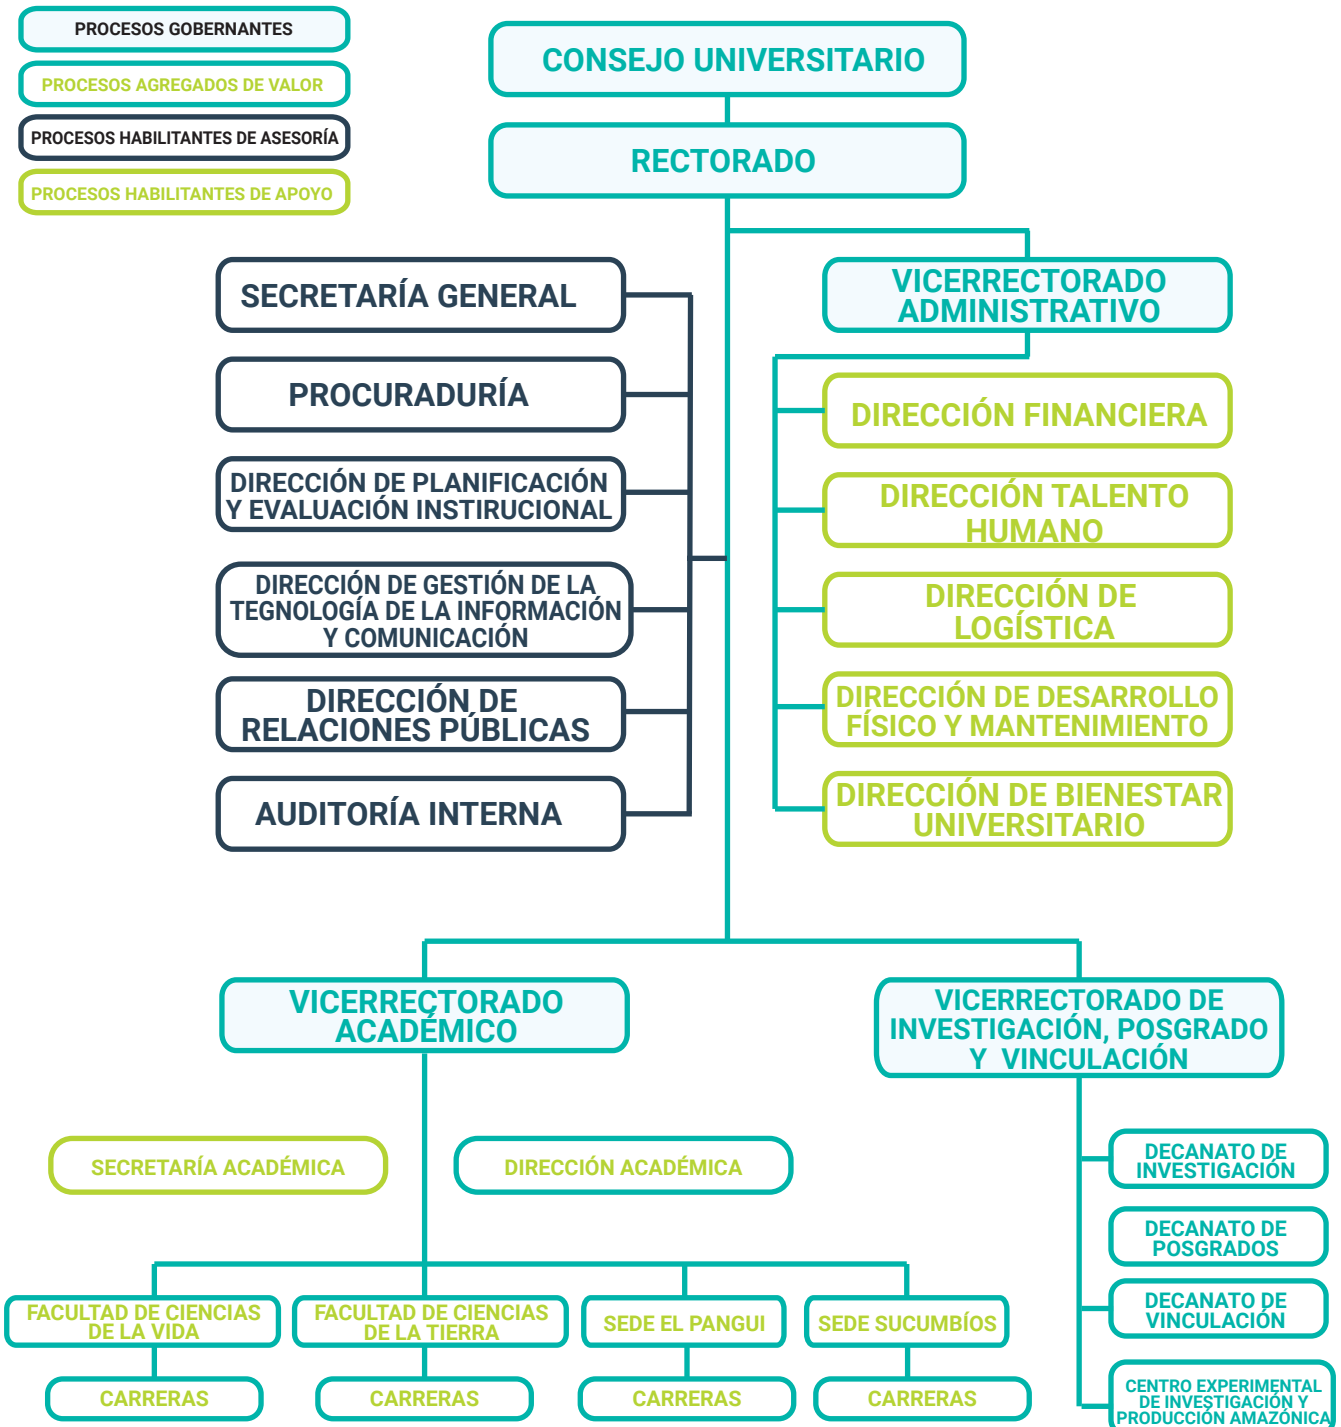 PROCESOS GOBERNANTES
PROCESOS AGREGADOS DE VALOR
PROCESOS HABILITANTES DE ASESORÍA
PROCESOS HABILITANTES DE APOYO
CONSEJO UNIVERSITARIO
RECTORADO
SECRETARÍA GENERAL
PROCURADURÍA
DIRECCIÓN DE PLANIFICACIÓN
Y EVALUACIÓN INSTIRUCIONAL
DIRECCIÓN DE GESTIÓN DE LA
TEGNOLOGÍA DE LA INFORMACIÓN
Y COMUNICACIÓN
DIRECCIÓN DE
RELACIONES PÚBLICAS
AUDITORÍA INTERNA
VICERRECTORADO
ADMINISTRATIVO
DIRECCIÓN FINANCIERA
DIRECCIÓN TALENTO
HUMANO
DIRECCIÓN DE
LOGÍSTICA
DIRECCIÓN DE DESARROLLO
FÍSICO Y MANTENIMIENTO
DIRECCIÓN DE BIENESTAR
UNIVERSITARIO
VICERRECTORADO
ACADÉMICO
SECRETARÍA ACADÉMICA
DIRECCIÓN ACADÉMICA
FACULTAD DE CIENCIAS
DE LA VIDA
FACULTAD DE CIENCIAS
DE LA TIERRA
SEDE EL PANGUI
SEDE SUCUMBÍOS
CARRERAS
CARRERAS
CARRERAS
CARRERAS
VICERRECTORADO DE
INVESTIGACIÓN, POSGRADO
Y VINCULACIÓN
DECANATO DE
INVESTIGACIÓN
DECANATO DE
POSGRADOS
DECANATO DE
VINCULACIÓN
CENTRO EXPERIMENTAL
DE INVESTIGACIÓN Y
PRODUCCIÓN AMAZÓNICA